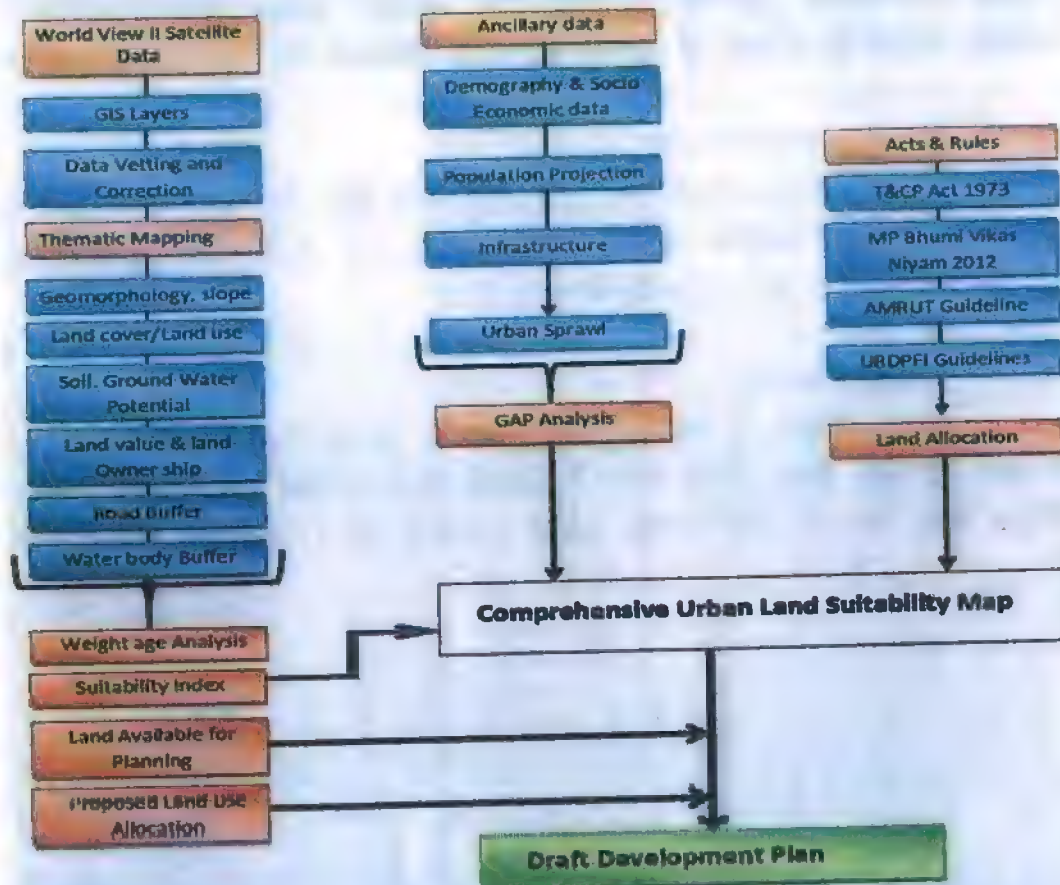 World View II Satellite
Data
GIS Layers
Data Vetting and
Correction
Thematic Mapping
Geomorphology, slope
Land cover/Land use
Soil. Ground Water
Potential
Land value & land
Owner ship
Road Buffer
Water body Buffer
Weight age Analysis
Suitability Index
Land Available for
Planning
Proposed Land Use
Allocation
Ancillary data
Demography & Socio
Economic data
Population Projection
Infrastructure
Urban Sprawl
GAP Analysis
Acts & Rules
T&CP Act 1973
MP Bhumi Vikas
Niyam 2012
AMRUT Guideline
URDPFI Guidelines
Land Allocation
Comprehensive Urban Land Suitability Map
Draft Development Plan